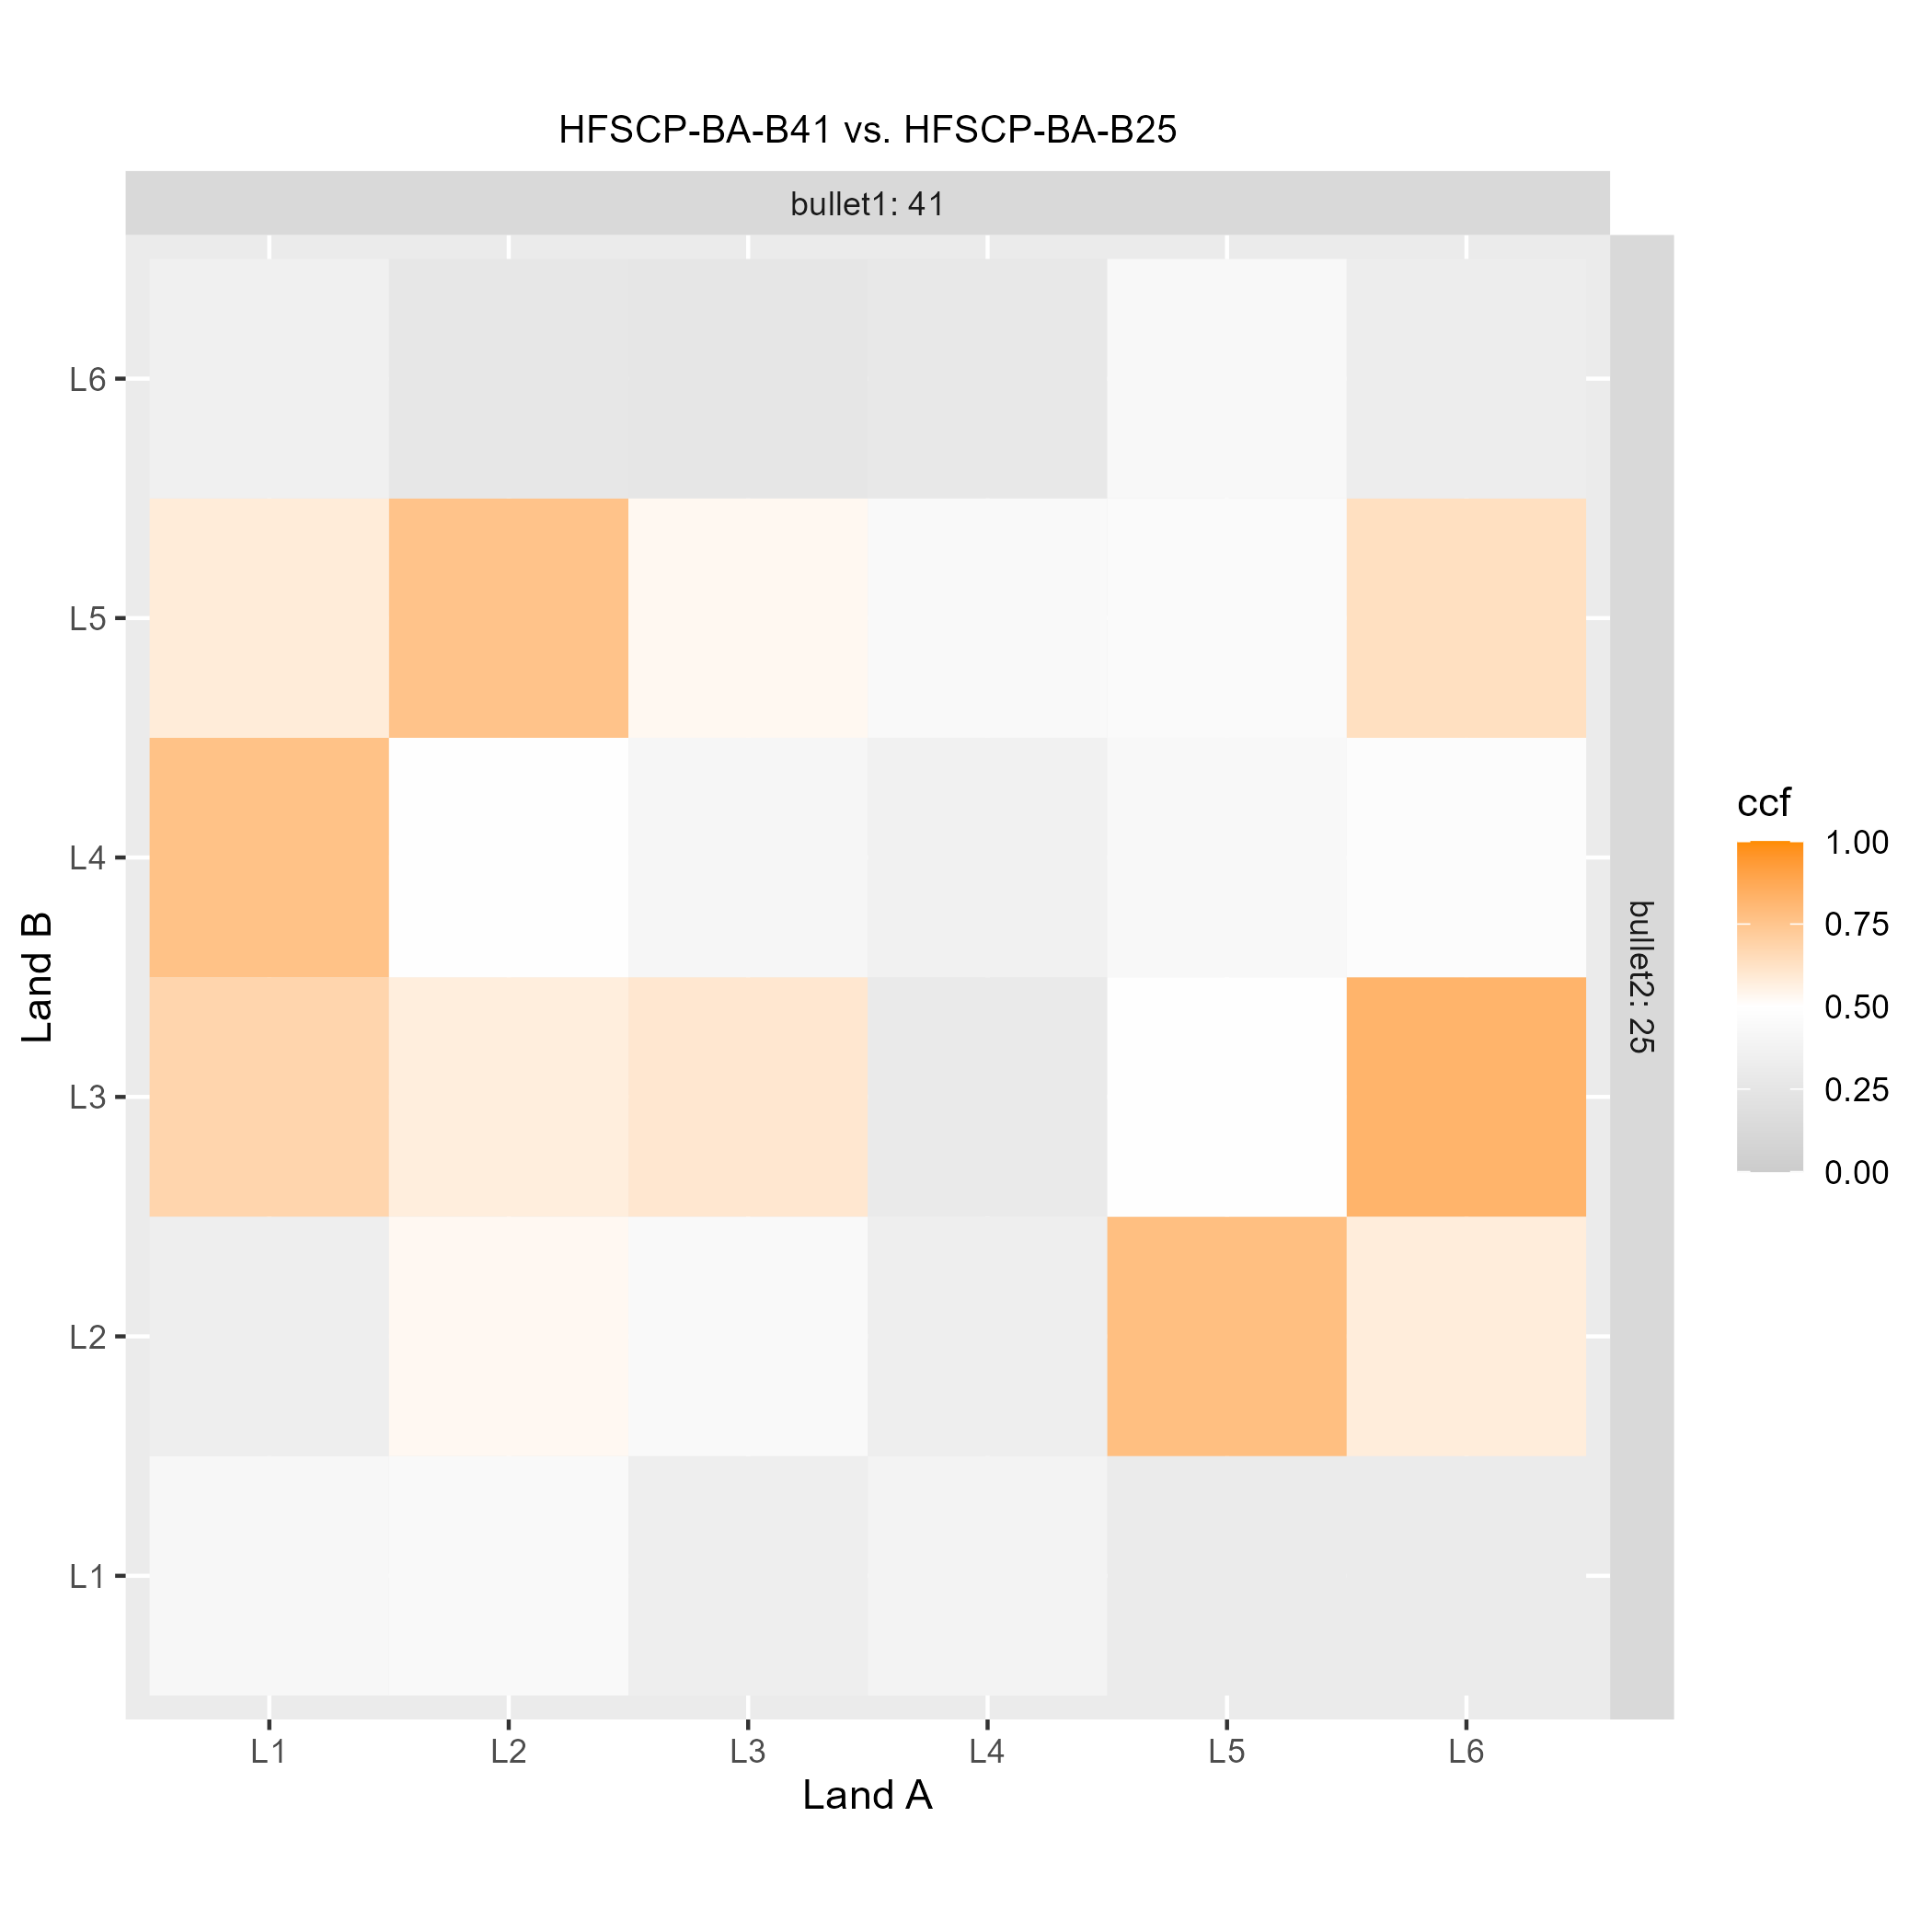 HFSCP-BA-B41 vs. HFSCP-BA-B25
bullet1: 41
L6
L5
L4
L3
L2
L1
Land B
bullet2: 25
ccf
1.00
0.75
0.50
0.25
0.00
L1
L2
L3
L4
L5
L6
Land A